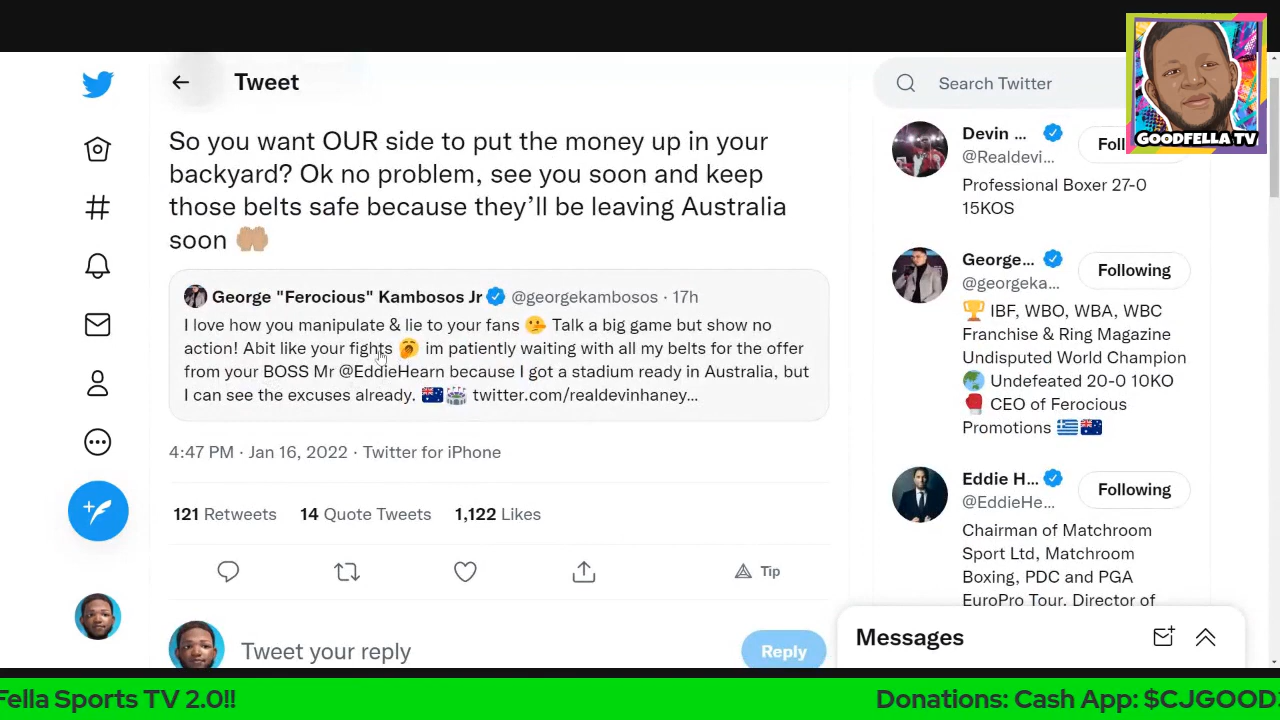 Tweet
So you want OUR side to put the money up in your
backyard? Ok no problem, see you soon and keep
those belts safe because they’ll be leaving Australia
soon 🤲🏼
George "Ferocious" Kambosos Jr @georgekambosos · 17h
I love how you manipulate & lie to your fans 🤥 Talk a big game but show no
action! Abit like your fights 🥱 im patiently waiting with all my belts for the offer
from your BOSS Mr @EddieHearn because I got a stadium ready in Australia, but
I can see the excuses already. 🇦🇺🏟 twitter.com/realdevinhaney...
4:47 PM · Jan 16, 2022 · Twitter for iPhone
121 Retweets 14 Quote Tweets 1,122 Likes
Tip
Tweet your reply
Reply
Search Twitter
GOODFELLA TV
Devin ...
@Realdevi...
Professional Boxer 27-0
15KOS
George...
@georgeka...
Following
🏆 IBF, WBO, WBA, WBC
Franchise & Ring Magazine
Undisputed World Champion
🌏 Undefeated 20-0 10KO
🥊 CEO of Ferocious
Promotions 🇬🇷🇦🇺
Eddie H...
@EddieHe...
Following
Chairman of Matchroom
Sport Ltd, Matchroom
Boxing, PDC and PGA
EuroPro Tour. Director of
Messages
Fella Sports TV 2.0!!
Donations: Cash App: $CJGOOD